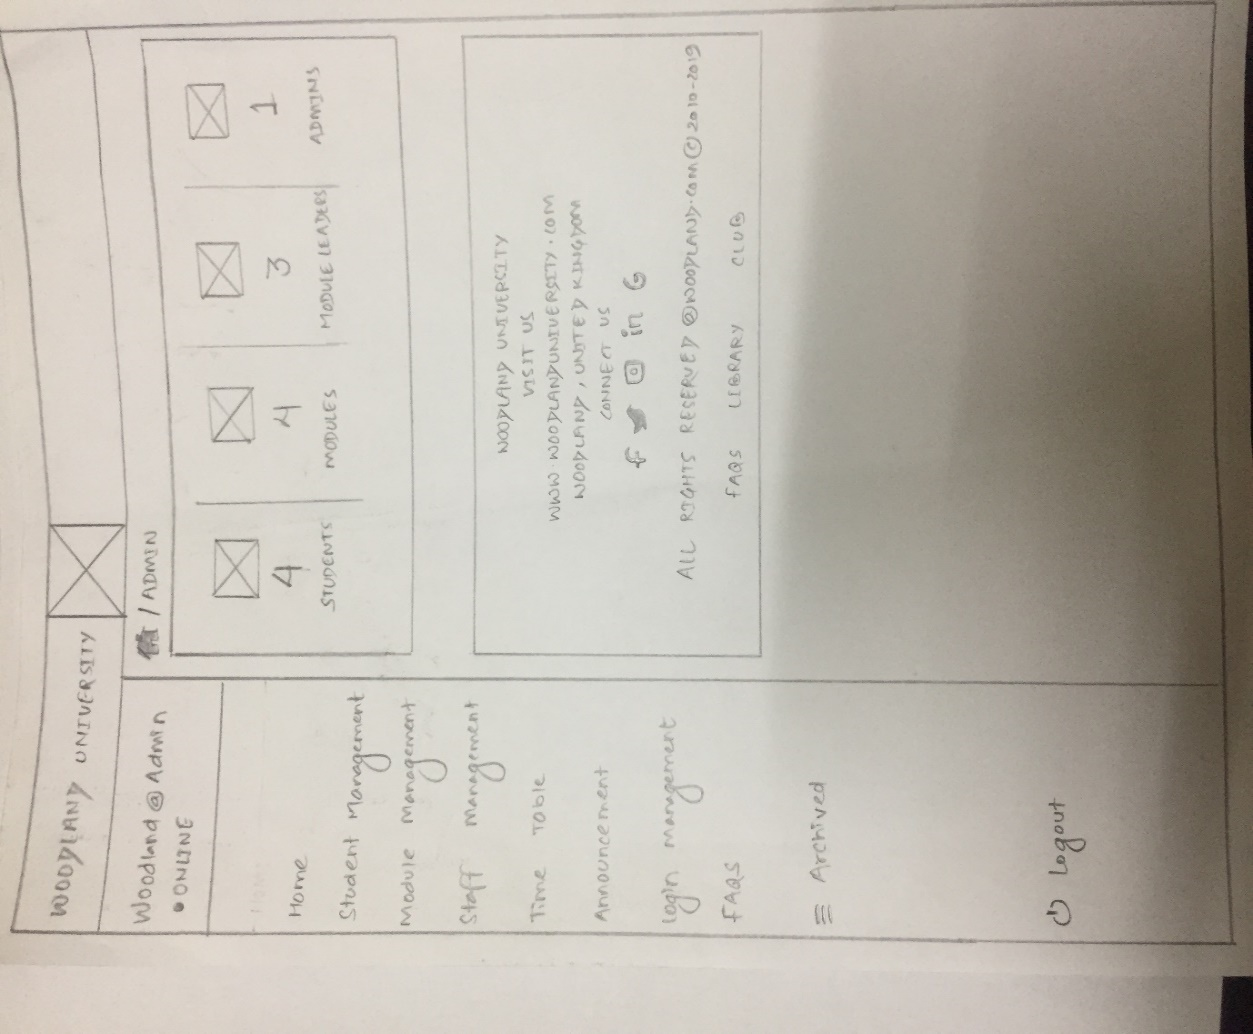 WOODLAND UNIVERSITY
Woodland @ Admin
• ONLINE
Home
Student Management
Module Management
Staff Management
Time Table
Announcement
Login Management
FAQS
≡ Archived
Logout
/ ADMIN
4 4 3 1
STUDENTS MODULES MODULE LEADERS ADMINS
WOODLAND UNIVERSITY
VISIT US
WWW.WOODLANDUNIVERSITY.COM
WOODLAND, UNITED KINGDOM
CONNECT US
f in G
ALL RIGHTS RESERVED @WOODLAND.COM © 2010-2019
FAQS LIBRARY CLUB